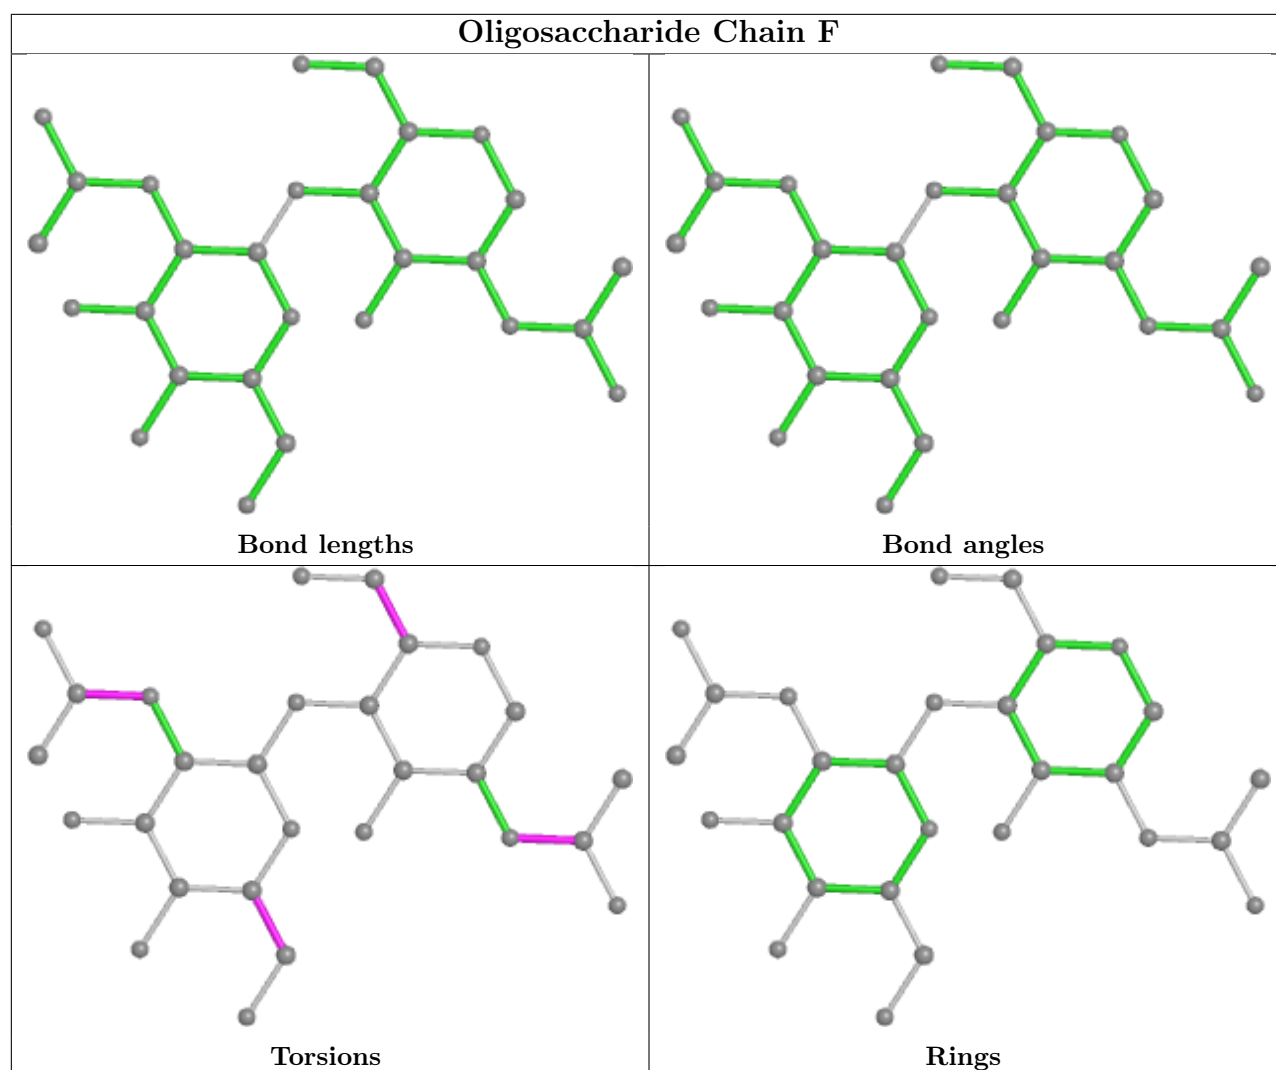 Oligosaccharide Chain F
Bond lengths
Bond angles
Torsions
Rings